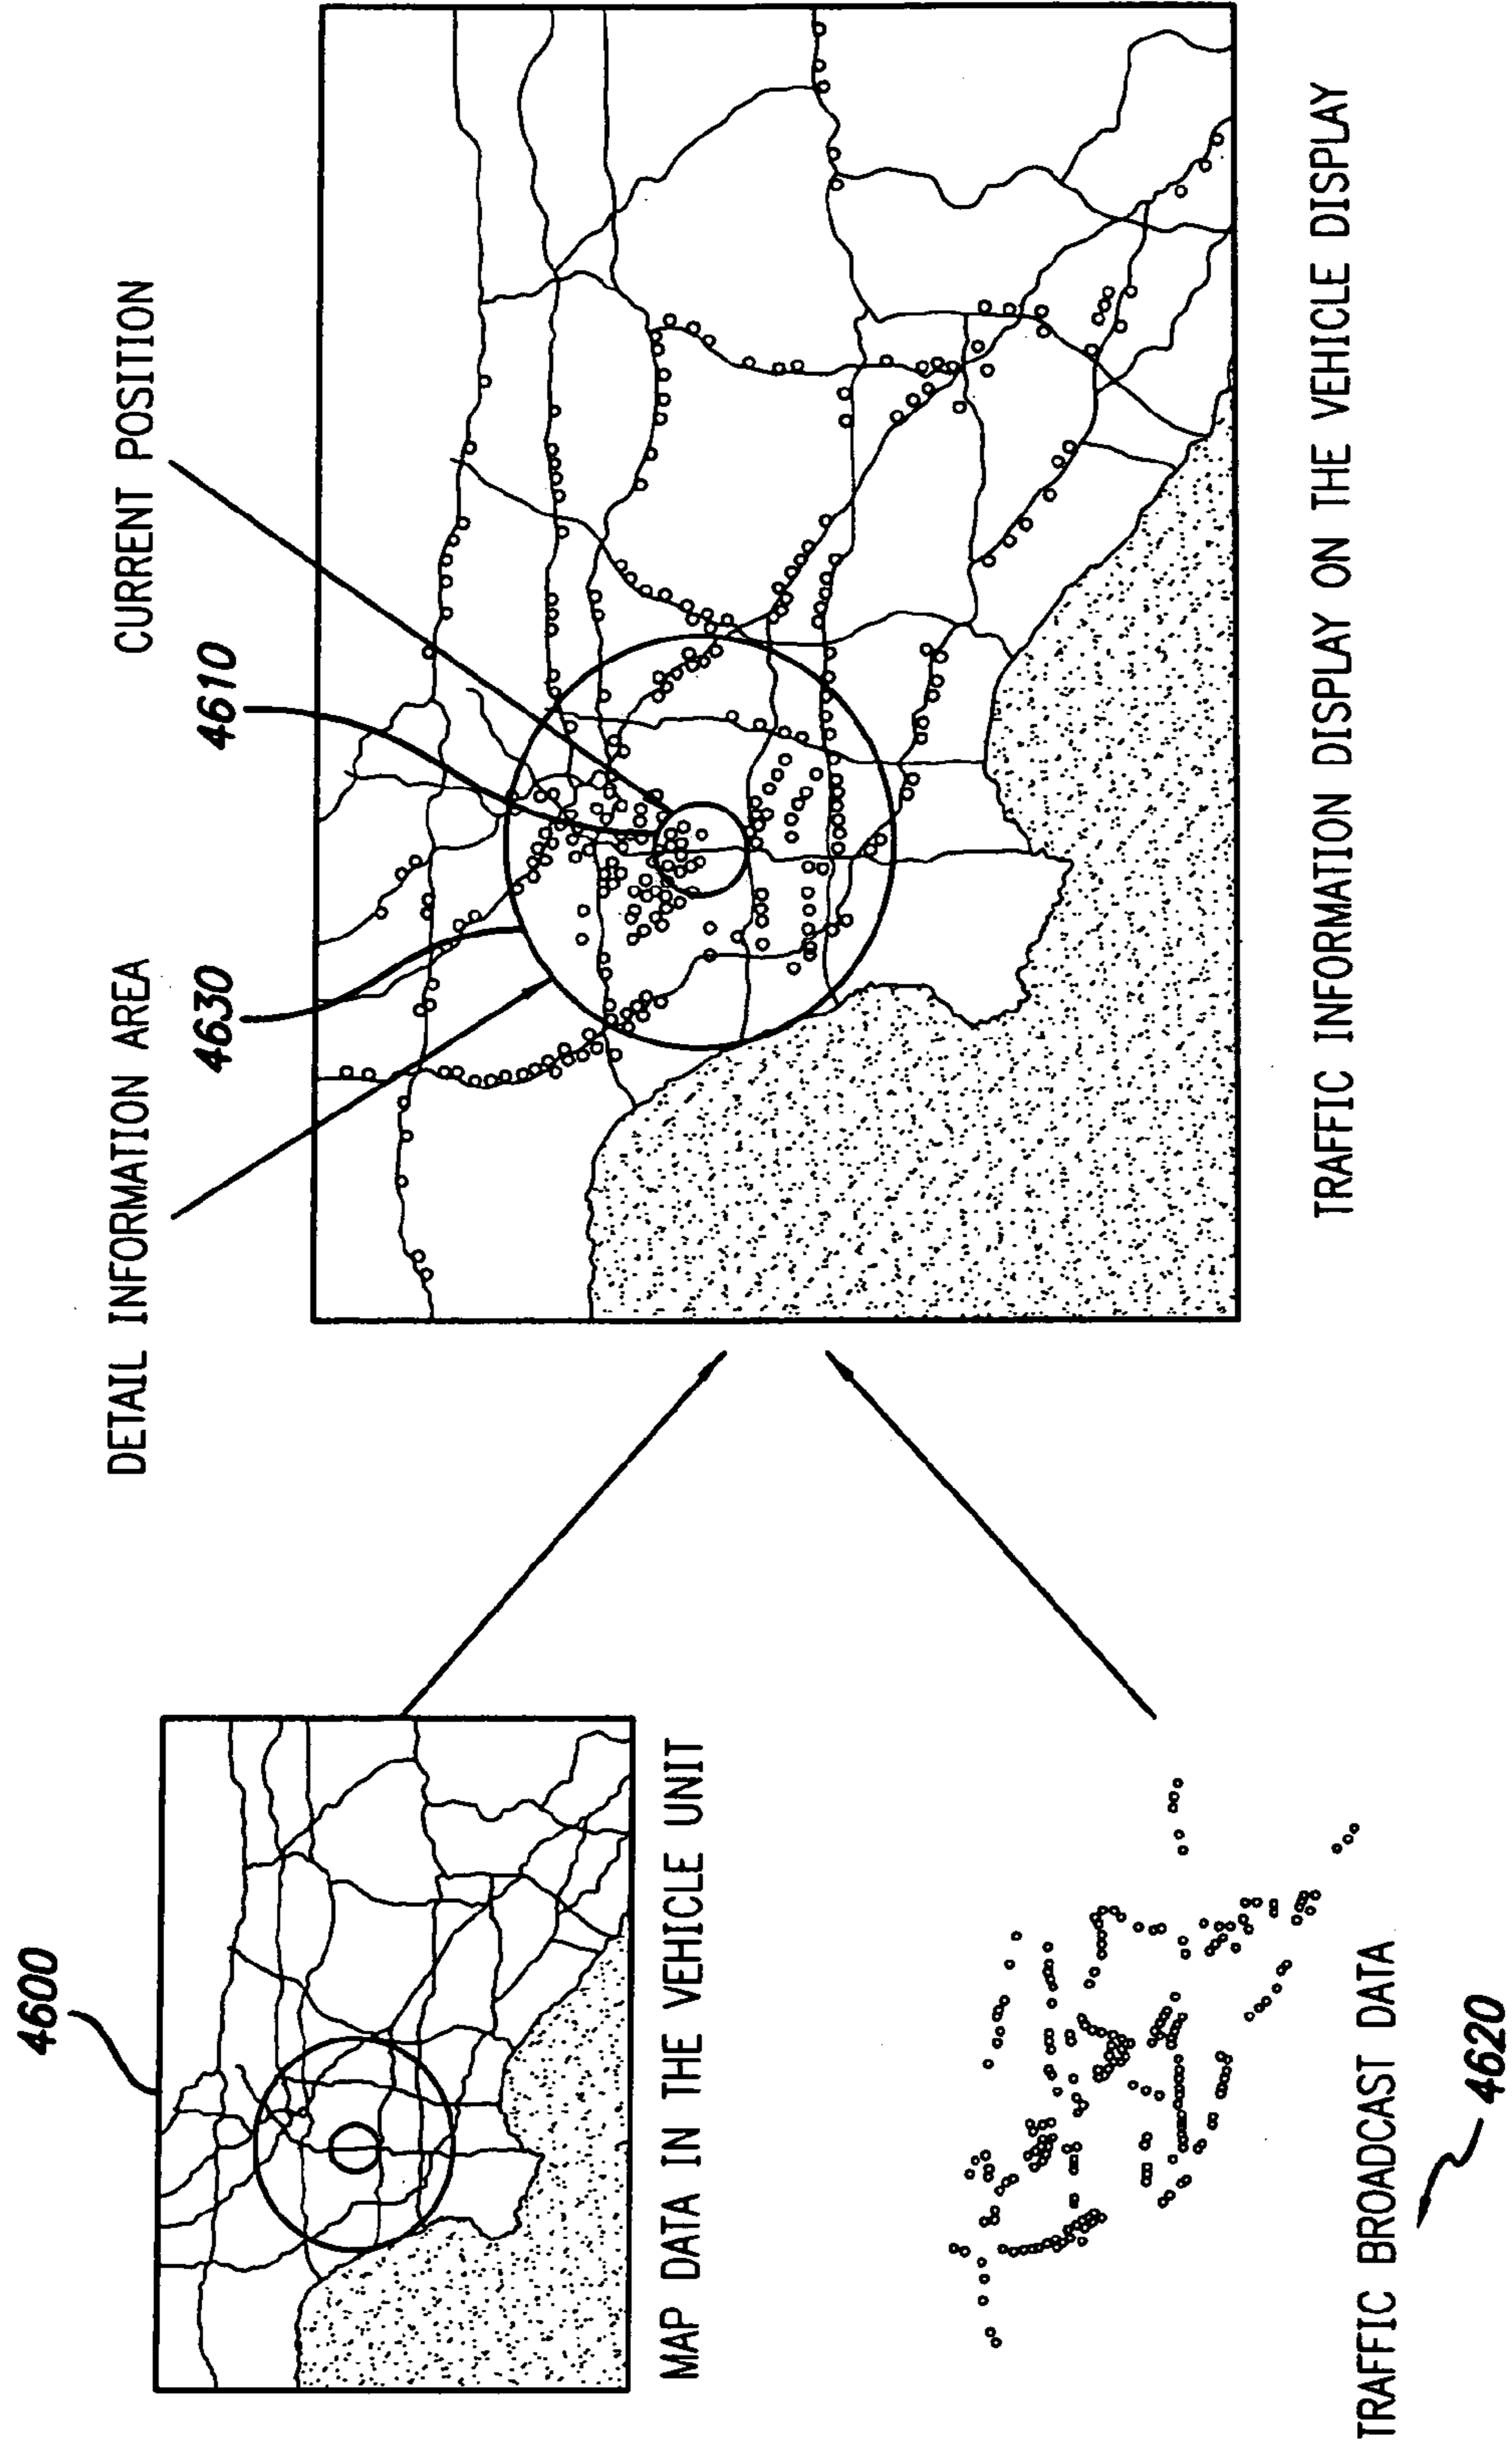 4600
MAP DATA IN THE VEHICLE UNIT
TRAFFIC BROADCAST DATA
4620
DETAIL INFORMATION AREA
4630
4610
CURRENT POSITION
TRAFFIC INFORMATION DISPLAY ON THE VEHICLE DISPLAY